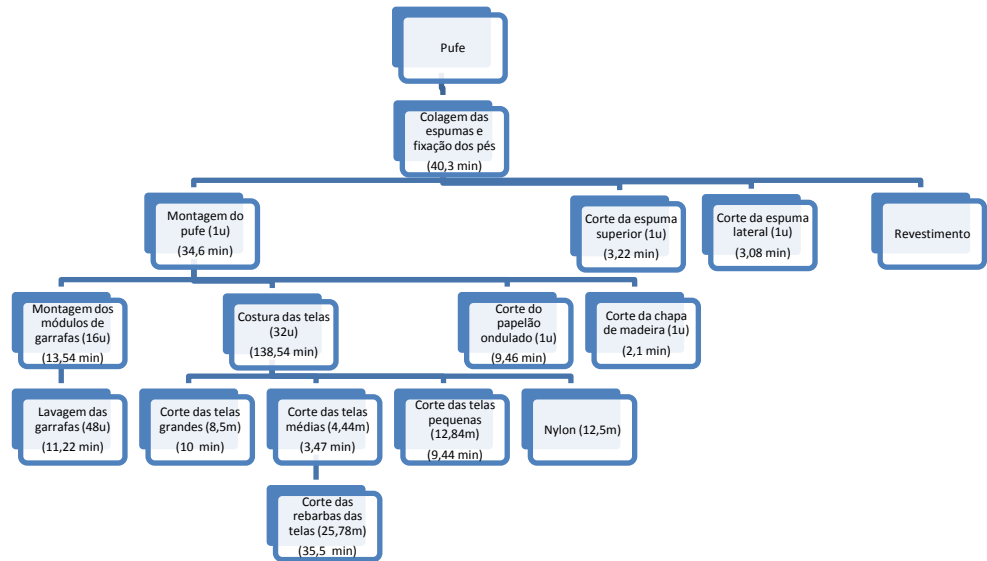 Pufe
Colagem das
espumas e
fixação dos pés
(40,3 min)
Montagem do
pufe (1u)
(34,6 min)
Corte da espuma
superior (1u)
(3,22 min)
Corte da espuma
lateral (1u)
(3,08 min)
Revestimento
Montagem dos
módulos de
garrafas (16u)
(13,54 min)
Costura das telas
(32u)
(138,54 min)
Corte do
papelão
ondulado (1u)
(9,46 min)
Corte da chapa
de madeira (1u)
(2,1 min)
Lavagem das
garrafas (48u)
(11,22 min)
Corte das telas
grandes (8,5m)
(10 min)
Corte das telas
médias (4,44m)
(3,47 min)
Corte das telas
pequenas
(12,84m)
(9,44 min)
Nylon (12,5m)
Corte das
rebarbas das
telas (25,78m)
(35,5 min)